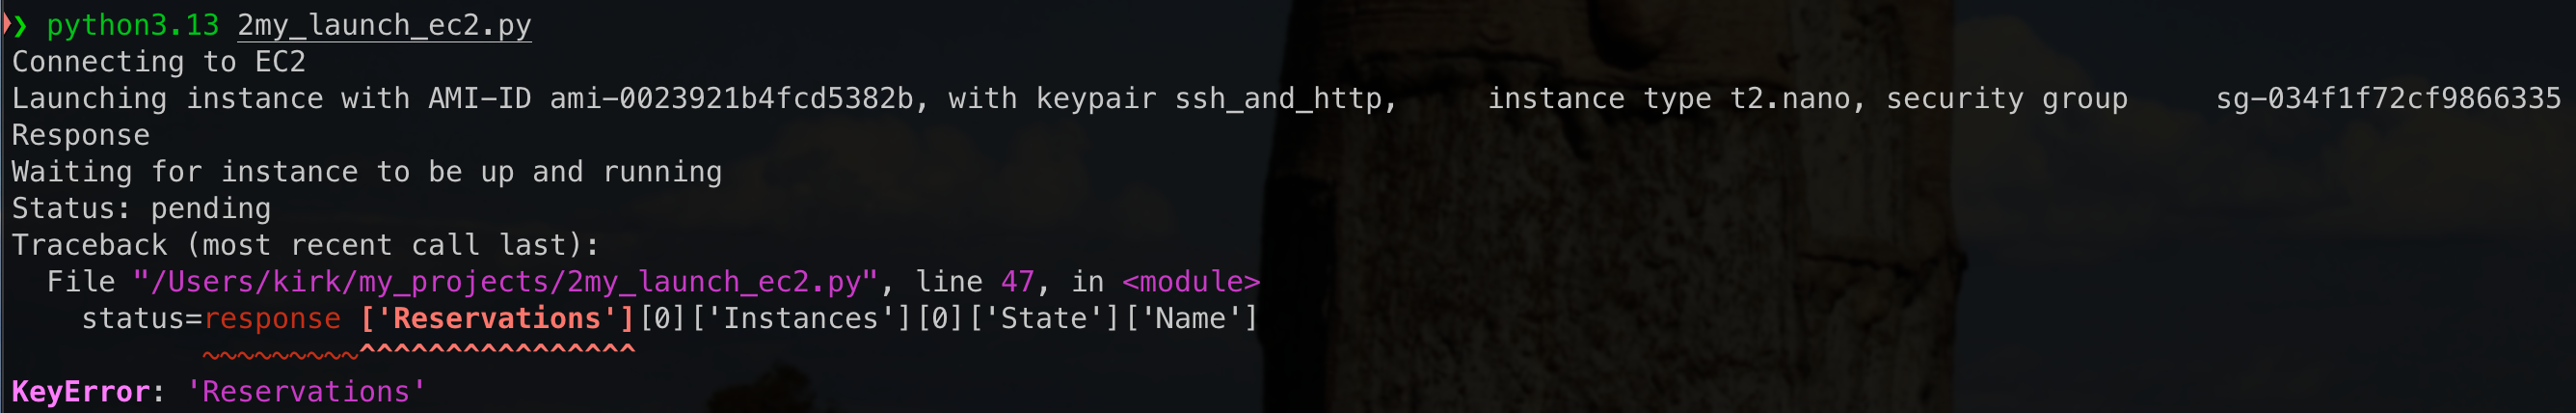 ❯ python3.13 2my_launch_ec2.py
Connecting to EC2
Launching instance with AMI-ID ami-0023921b4fcd5382b, with keypair ssh_and_http,     instance type t2.nano, security group     sg-034f1f72cf9866335
Response
Waiting for instance to be up and running
Status: pending
Traceback (most recent call last):
  File "/Users/kirk/my_projects/2my_launch_ec2.py", line 47, in <module>
    status=response ['Reservations'][0]['Instances'][0]['State']['Name']
           ~~~~~~~~~^^^^^^^^^^^^^^^^
KeyError: 'Reservations'